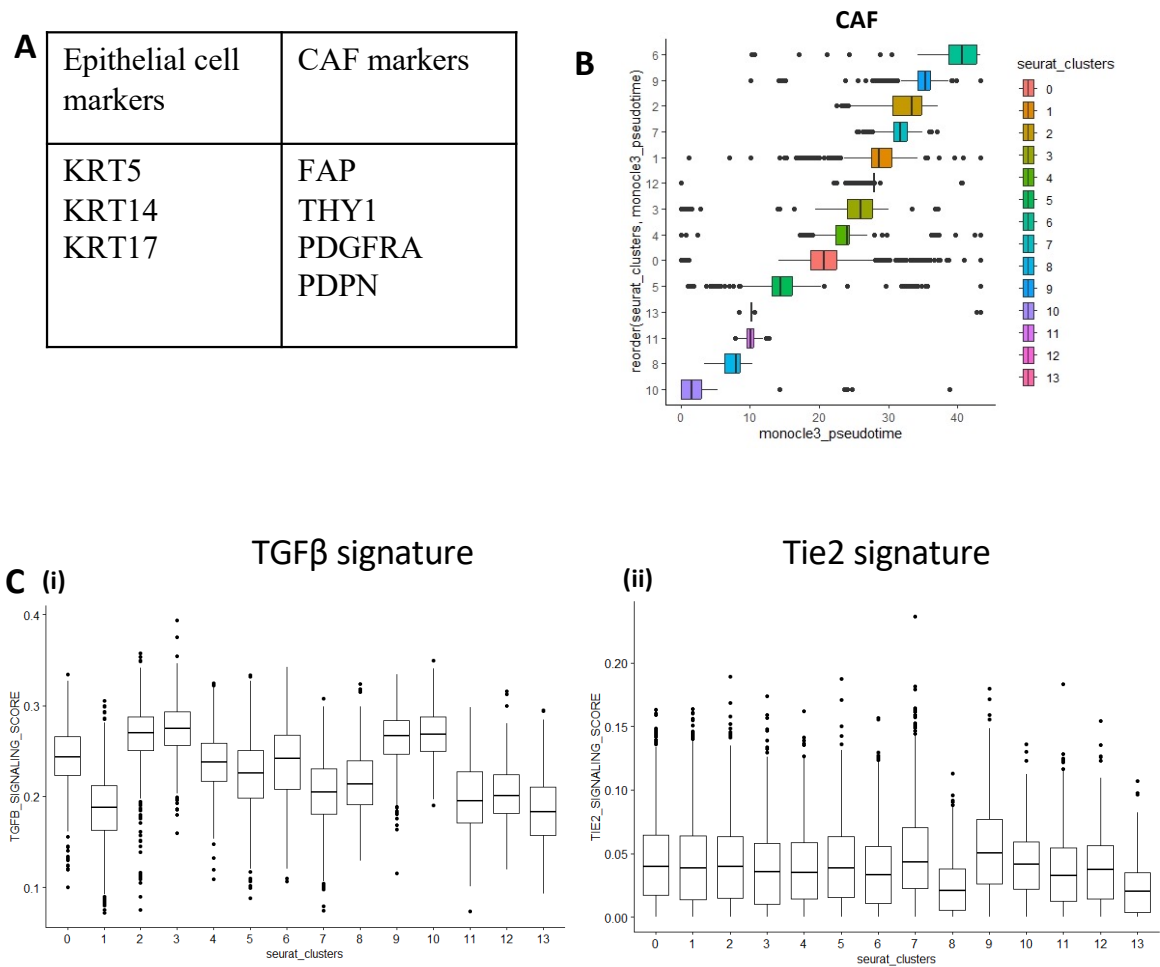 A
Epithelial cell
markers
CAF markers
KRT5
KRT14
KRT17
FAP
THY1
PDGFRA
PDPN
B
CAF
reorder(seurat_clusters, monocle3_pseudotime)
6
9
2
7
1
12
3
4
0
5
13
11
8
10
0 10 20 30 40
monocle3_pseudotime
seurat_clusters
0
1
2
3
4
5
6
7
8
9
10
11
12
13
C (i)
TGFβ signature
TGFB_SIGNALING_SCORE
0.4
0.3
0.2
0.1
0 1 2 3 4 5 6 7 8 9 10 11 12 13
seurat_clusters
(ii)
Tie2 signature
TIE2_SIGNALING_SCORE
0.20
0.15
0.10
0.05
0.00
0 1 2 3 4 5 6 7 8 9 10 11 12 13
seurat_clusters